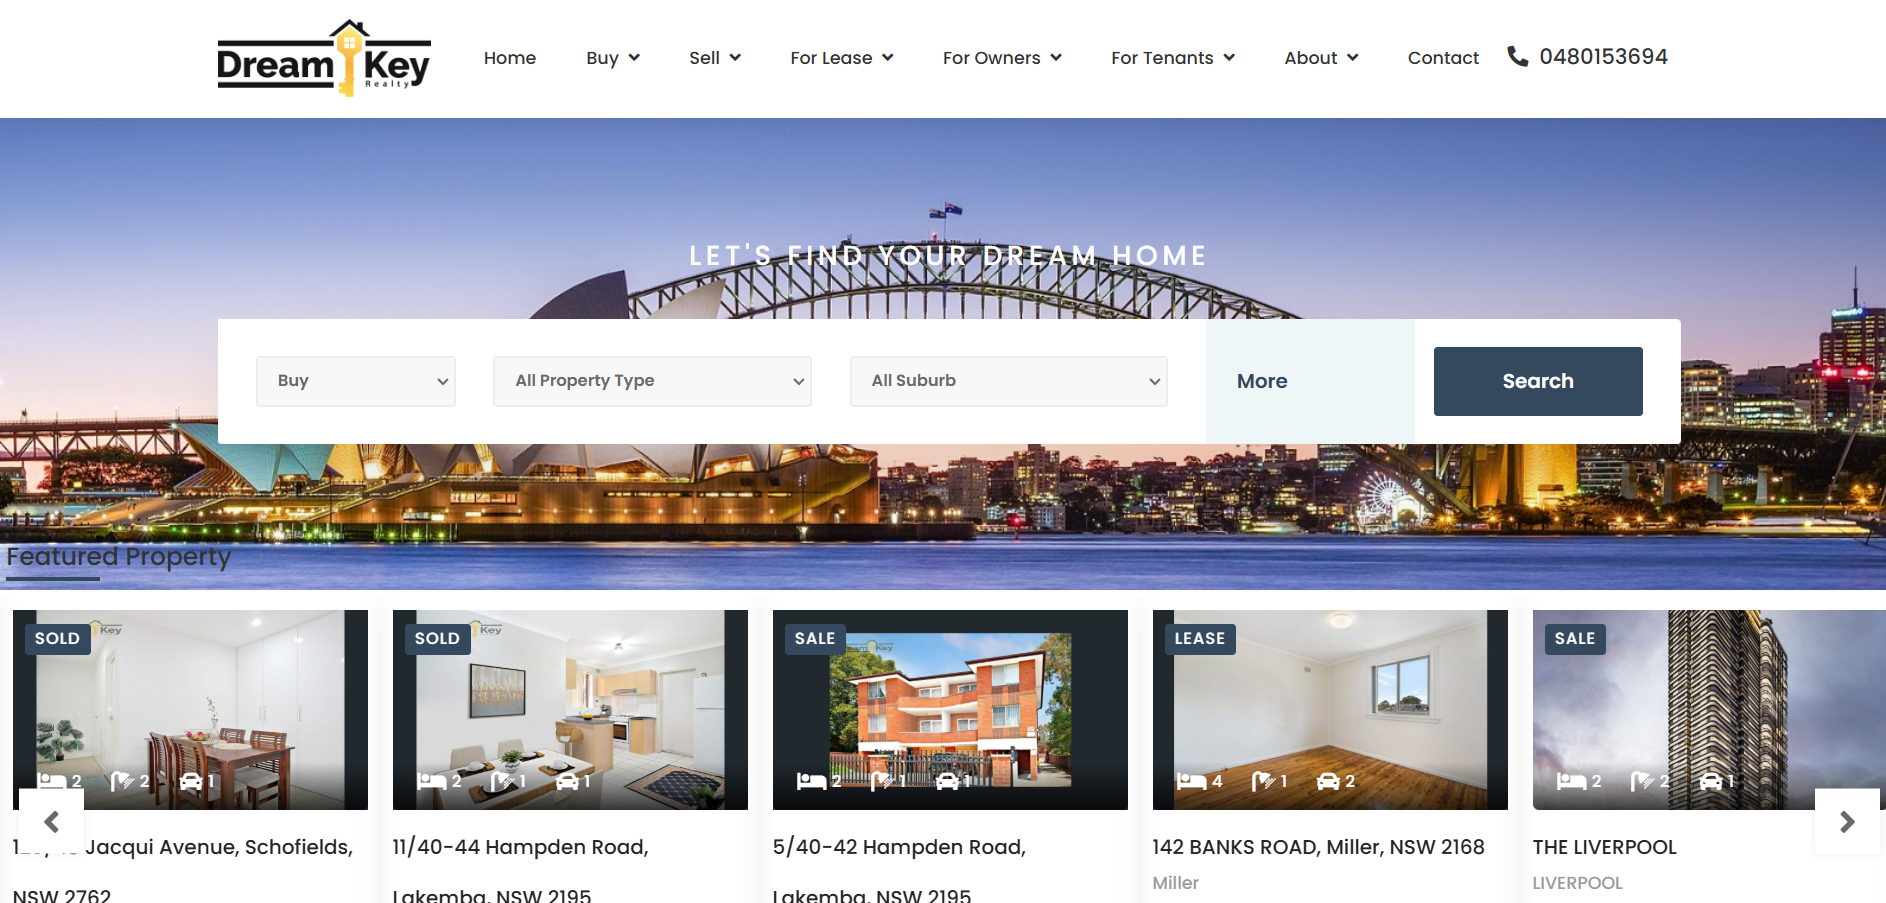 Dream Key
Realty
Home
Buy
Sell
For Lease
For Owners
For Tenants
About
Contact
0480153694
LET'S FIND YOUR DREAM HOME
Buy
All Property Type
All Suburb
More
Search
Featured Property
SOLD
Key
2
2
1
Jacqui Avenue, Schofields,
NSW 2762
SOLD
Key
2
1
1
11/40-44 Hampden Road,
Lakemba, NSW 2195
SALE
Key
2
1
1
5/40-42 Hampden Road,
Lakemba, NSW 2195
LEASE
4
1
2
142 BANKS ROAD, Miller, NSW 2168
Miller
SALE
2
2
1
THE LIVERPOOL
LIVERPOOL